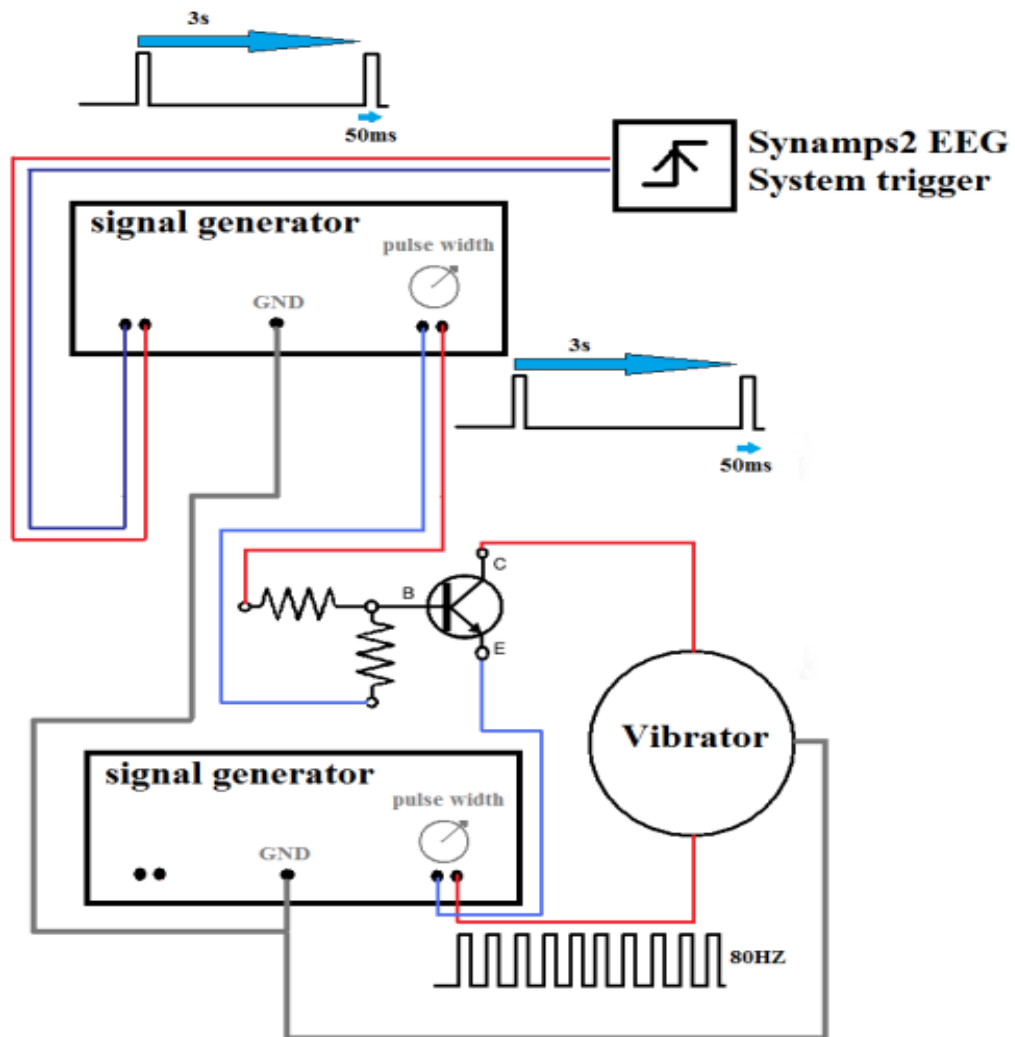 3s
50ms
Synamps2 EEG
System trigger
signal generator
pulse width
GND
3s
50ms
C
B
E
Vibrator
signal generator
pulse width
GND
80HZ